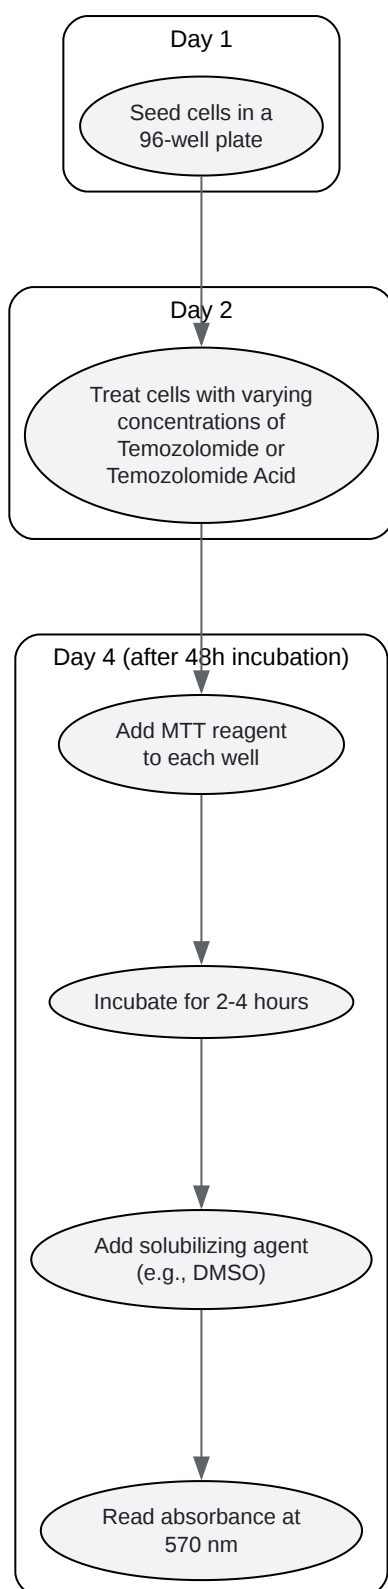 Day 1
Seed cells in a
96-well plate
Day 2
Treat cells with varying
concentrations of
Temozolomide or
Temozolomide Acid
Day 4 (after 48h incubation)
Add MTT reagent
to each well
Incubate for 2-4 hours
Add solubilizing agent
(e.g., DMSO)
Read absorbance at
570 nm